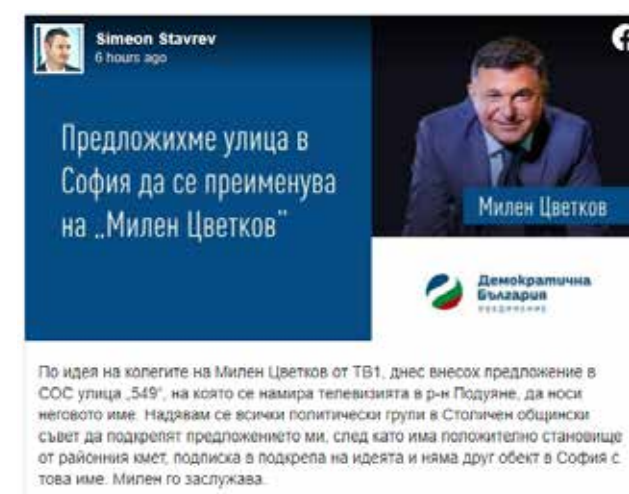 Simeon Stavrev
6 hours ago
Предложихме улица в
София да се преименува
на „Милен Цветков"
Милен Цветков
Демократична
България
обединение
По идея на колегите на Милен Цветков от ТВ1, днес внесох предложение в
СОС улица „549", на която се намира телевизията в р-н Подуяне, да носи
неговото име. Надявам се всички политически групи в Столичен общински
съвет да подкрепят предложението ми, след като има положително становище
от районния кмет, подписка в подкрепа на идеята и няма друг обект в София с
това име. Милен го заслужава.